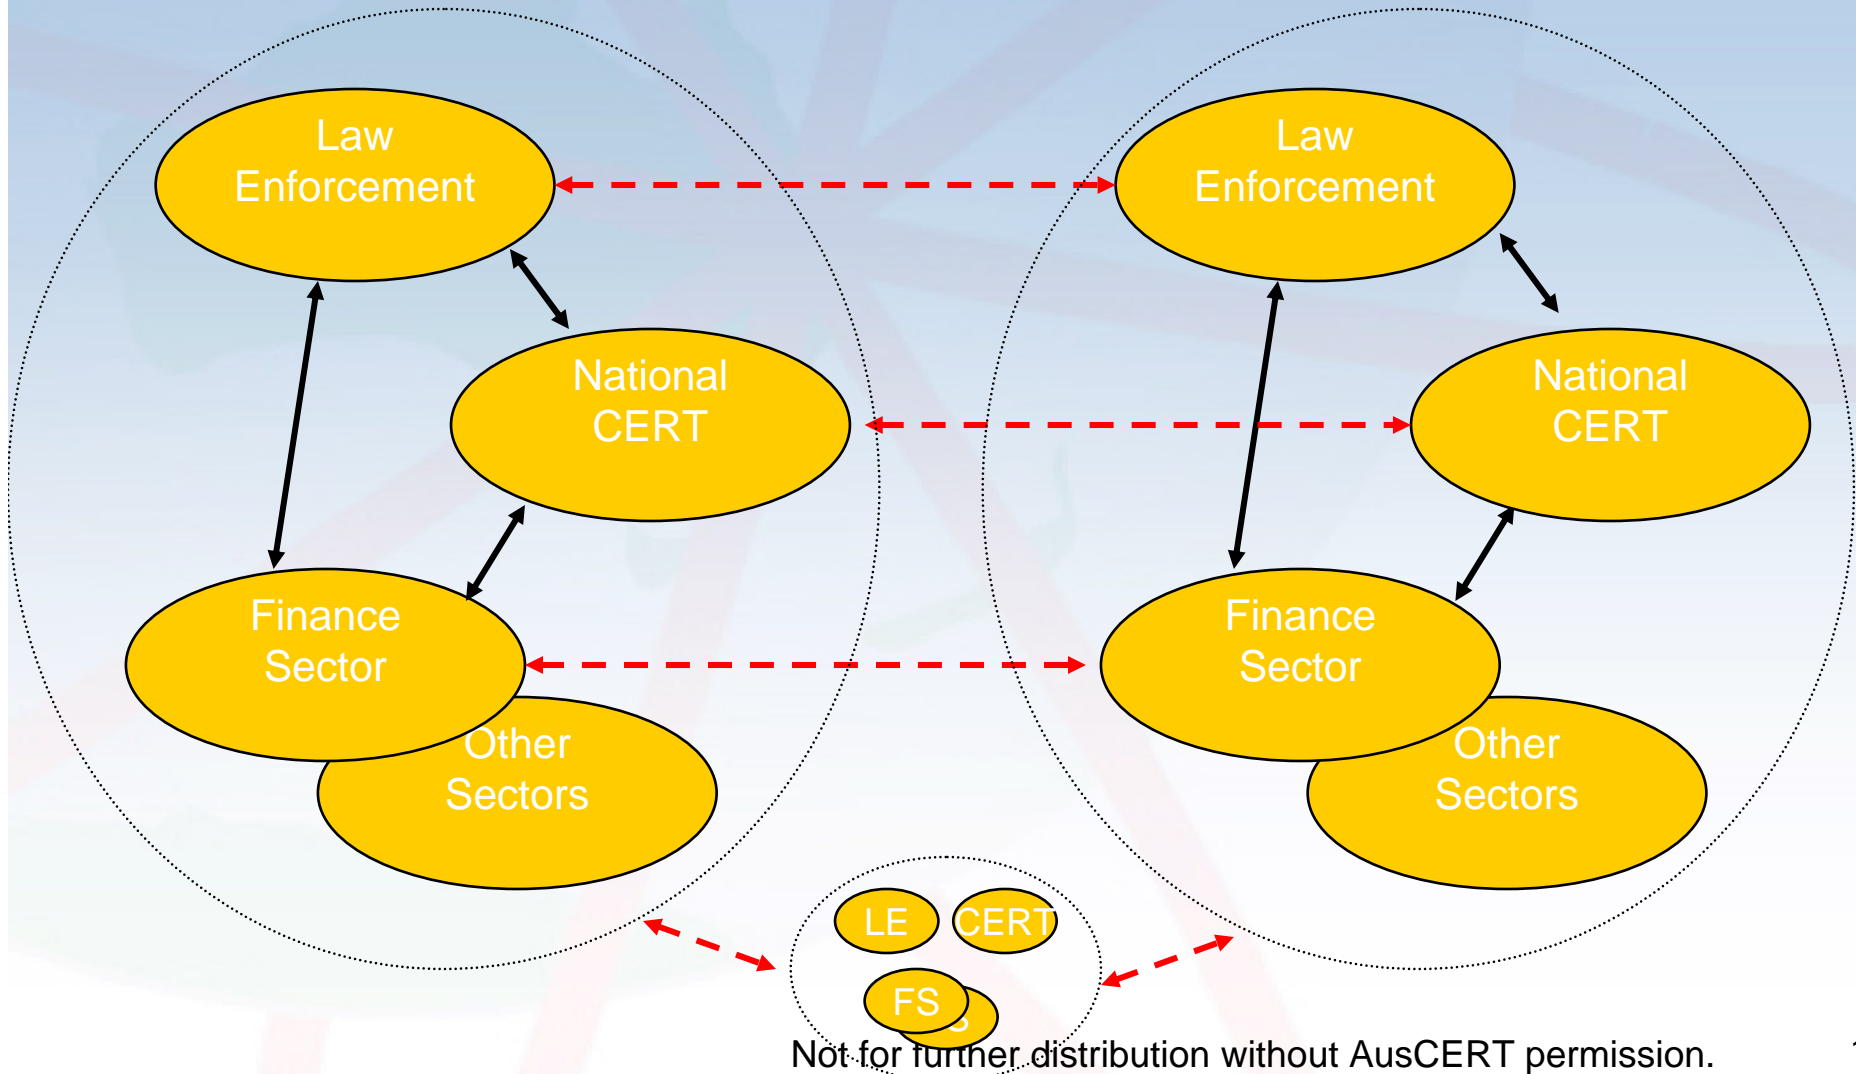 Law
Enforcement
National
CERT
Finance
Sector
Other
Sectors
Law
Enforcement
National
CERT
Finance
Sector
Other
Sectors
LE
CERT
FS
Not for further distribution without AusCERT permission.